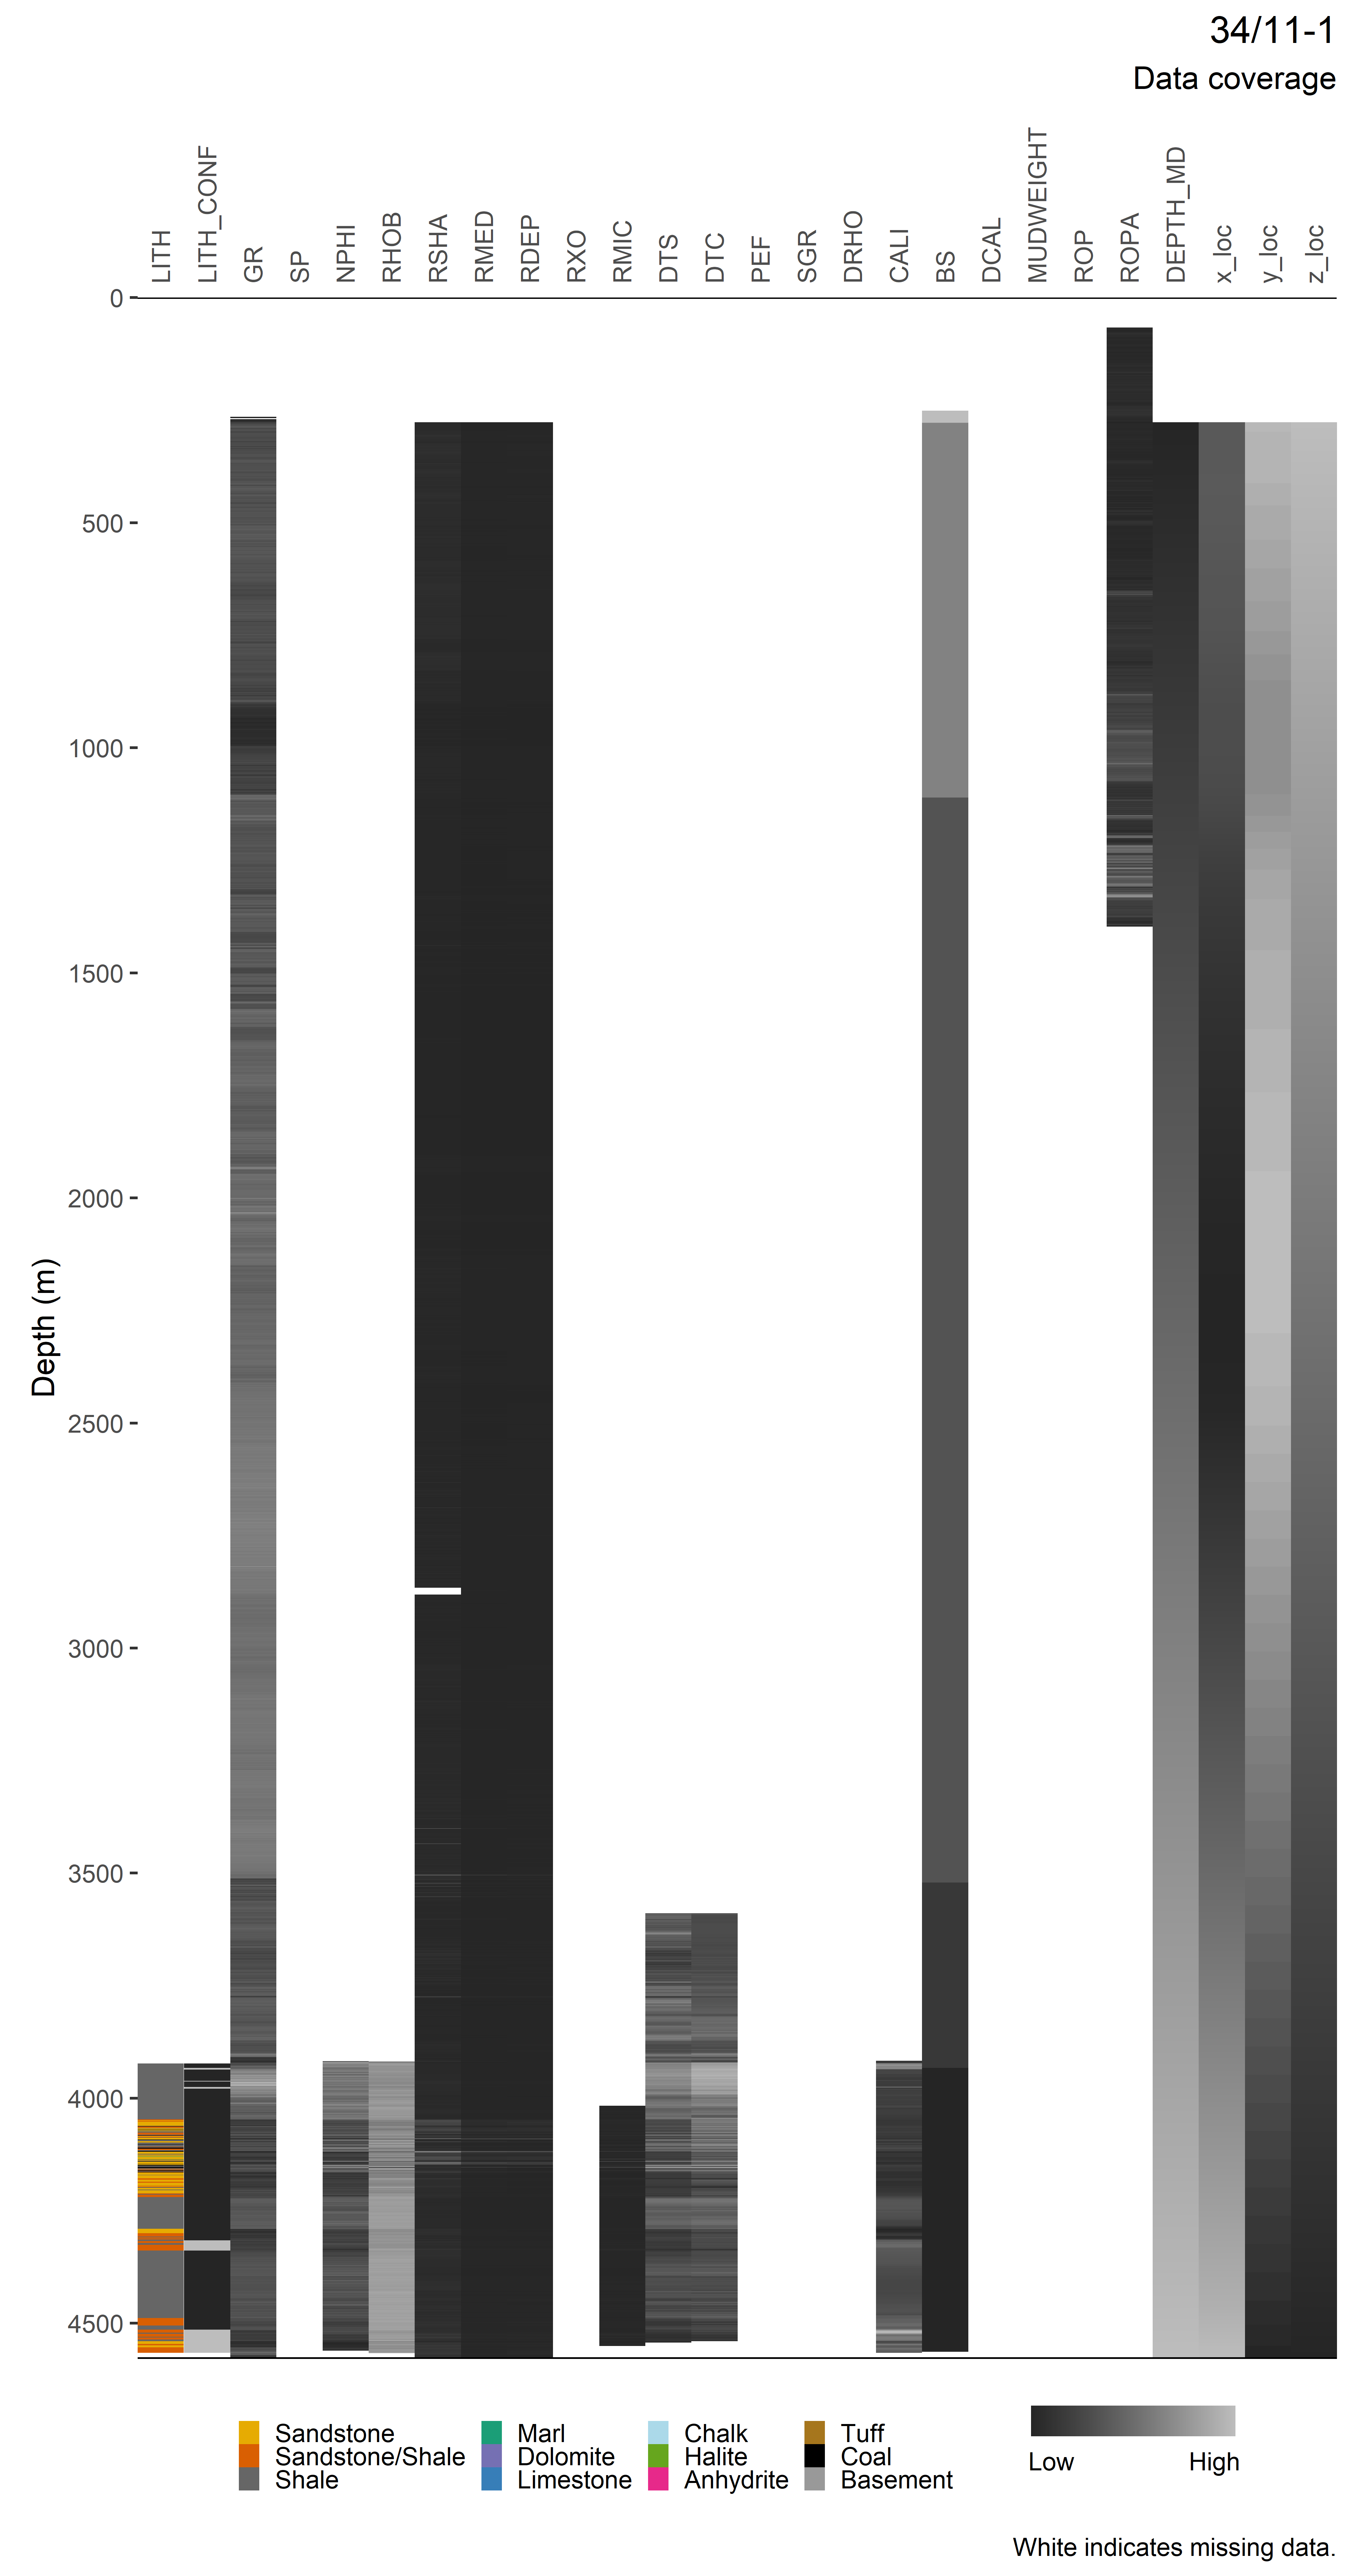 34/11-1
Data coverage
LITH
LITH_CONF
GR
SP
NPHI
RHOB
RSHA
RMED
RDEP
RXO
RMIC
DTS
DTC
PEF
SGR
DRHO
CALI
BS
DCAL
MUDWEIGHT
ROP
ROPA
DEPTH_MD
x_loc
y_loc
z_loc
0
500
1000
1500
2000
2500
3000
3500
4000
4500
Depth (m)
Sandstone
Sandstone/Shale
Shale
Marl
Dolomite
Limestone
Chalk
Halite
Anhydrite
Tuff
Coal
Basement
Low High
White indicates missing data.